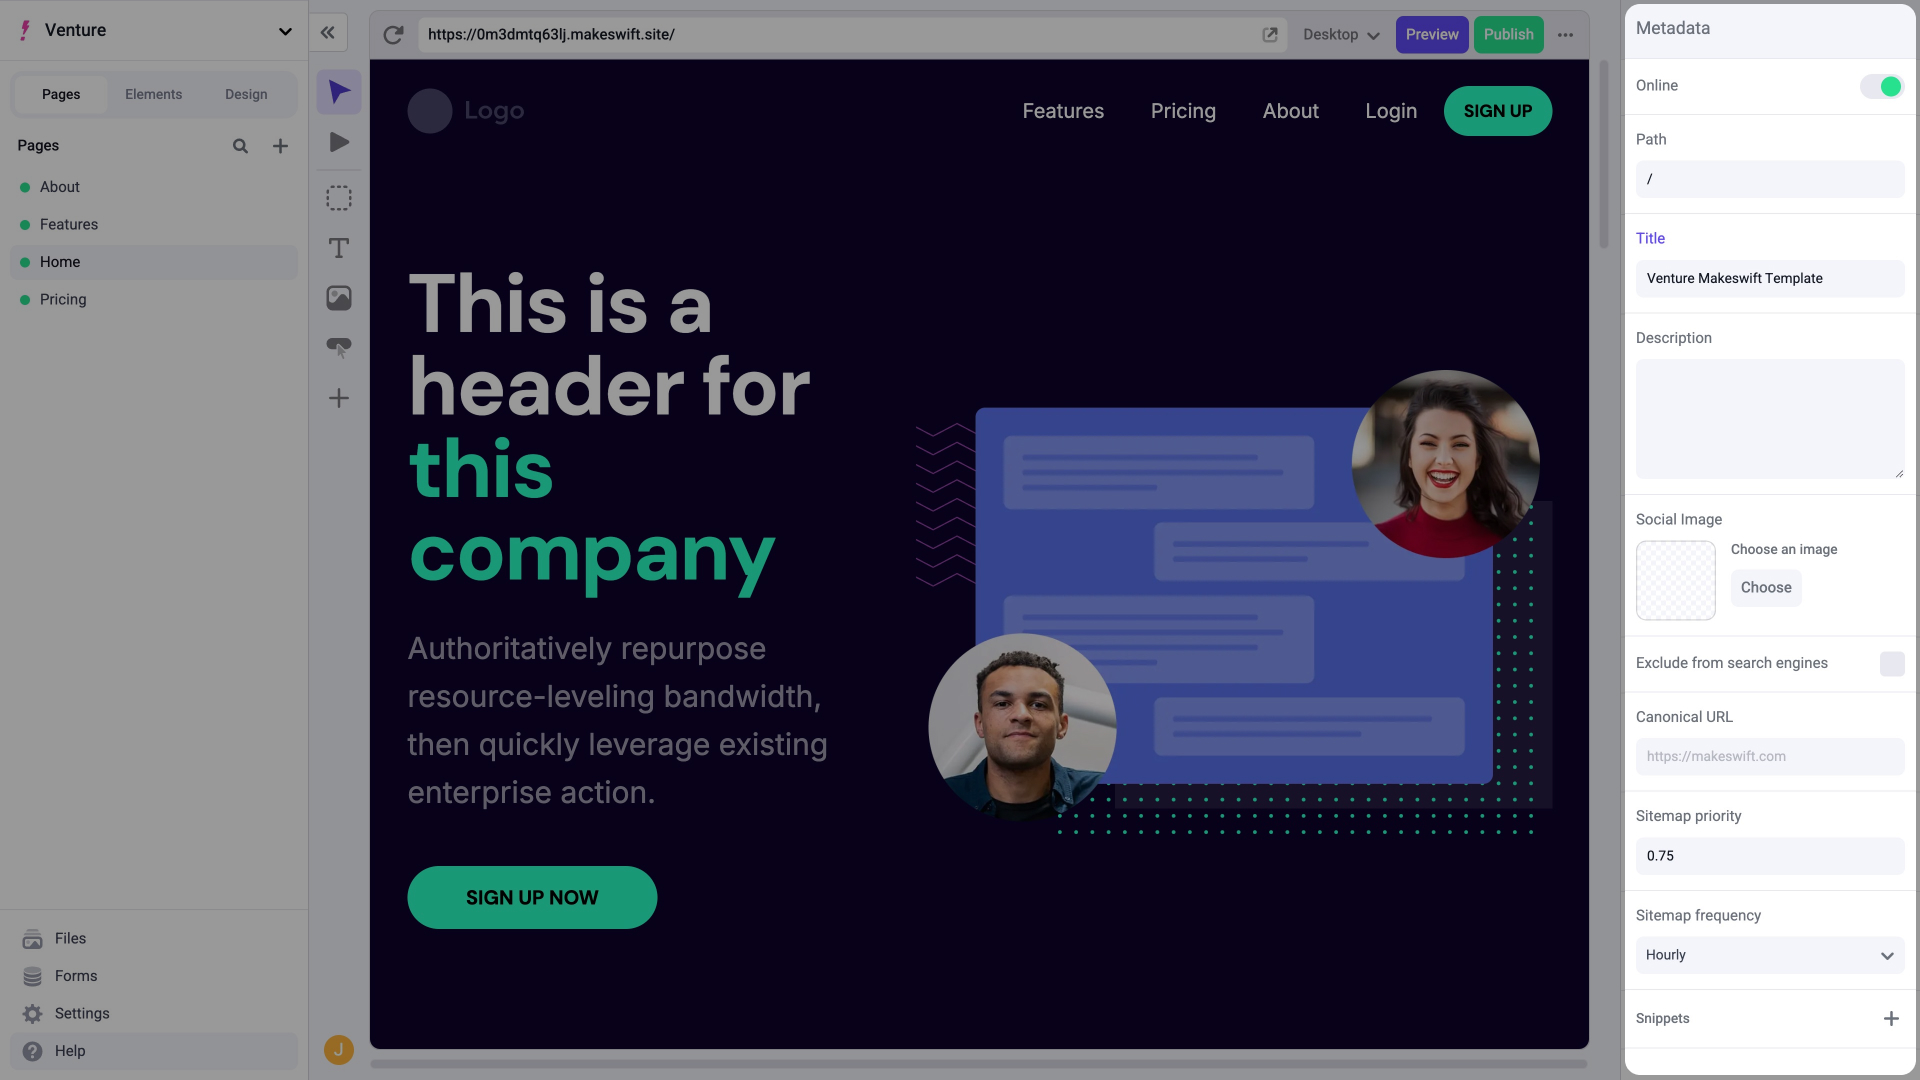 Venture
Pages
Elements
Design
Pages
About
Features
Home
Pricing
Files
Forms
Settings
Help
https://0m3dmtq63lj.makeswift.site/
Desktop
Preview
Publish
T
J
Logo
Features
Pricing
About
Login
SIGN UP
This is a
header for
this
company
Authoritatively repurpose
resource-leveling bandwidth,
then quickly leverage existing
enterprise action.
SIGN UP NOW
Metadata
Online
Path
/
Title
Venture Makeswift Template
Description
Social Image
Choose an image
Choose
Exclude from search engines
Canonical URL
https://makeswift.com
Sitemap priority
0.75
Sitemap frequency
Hourly
Snippets